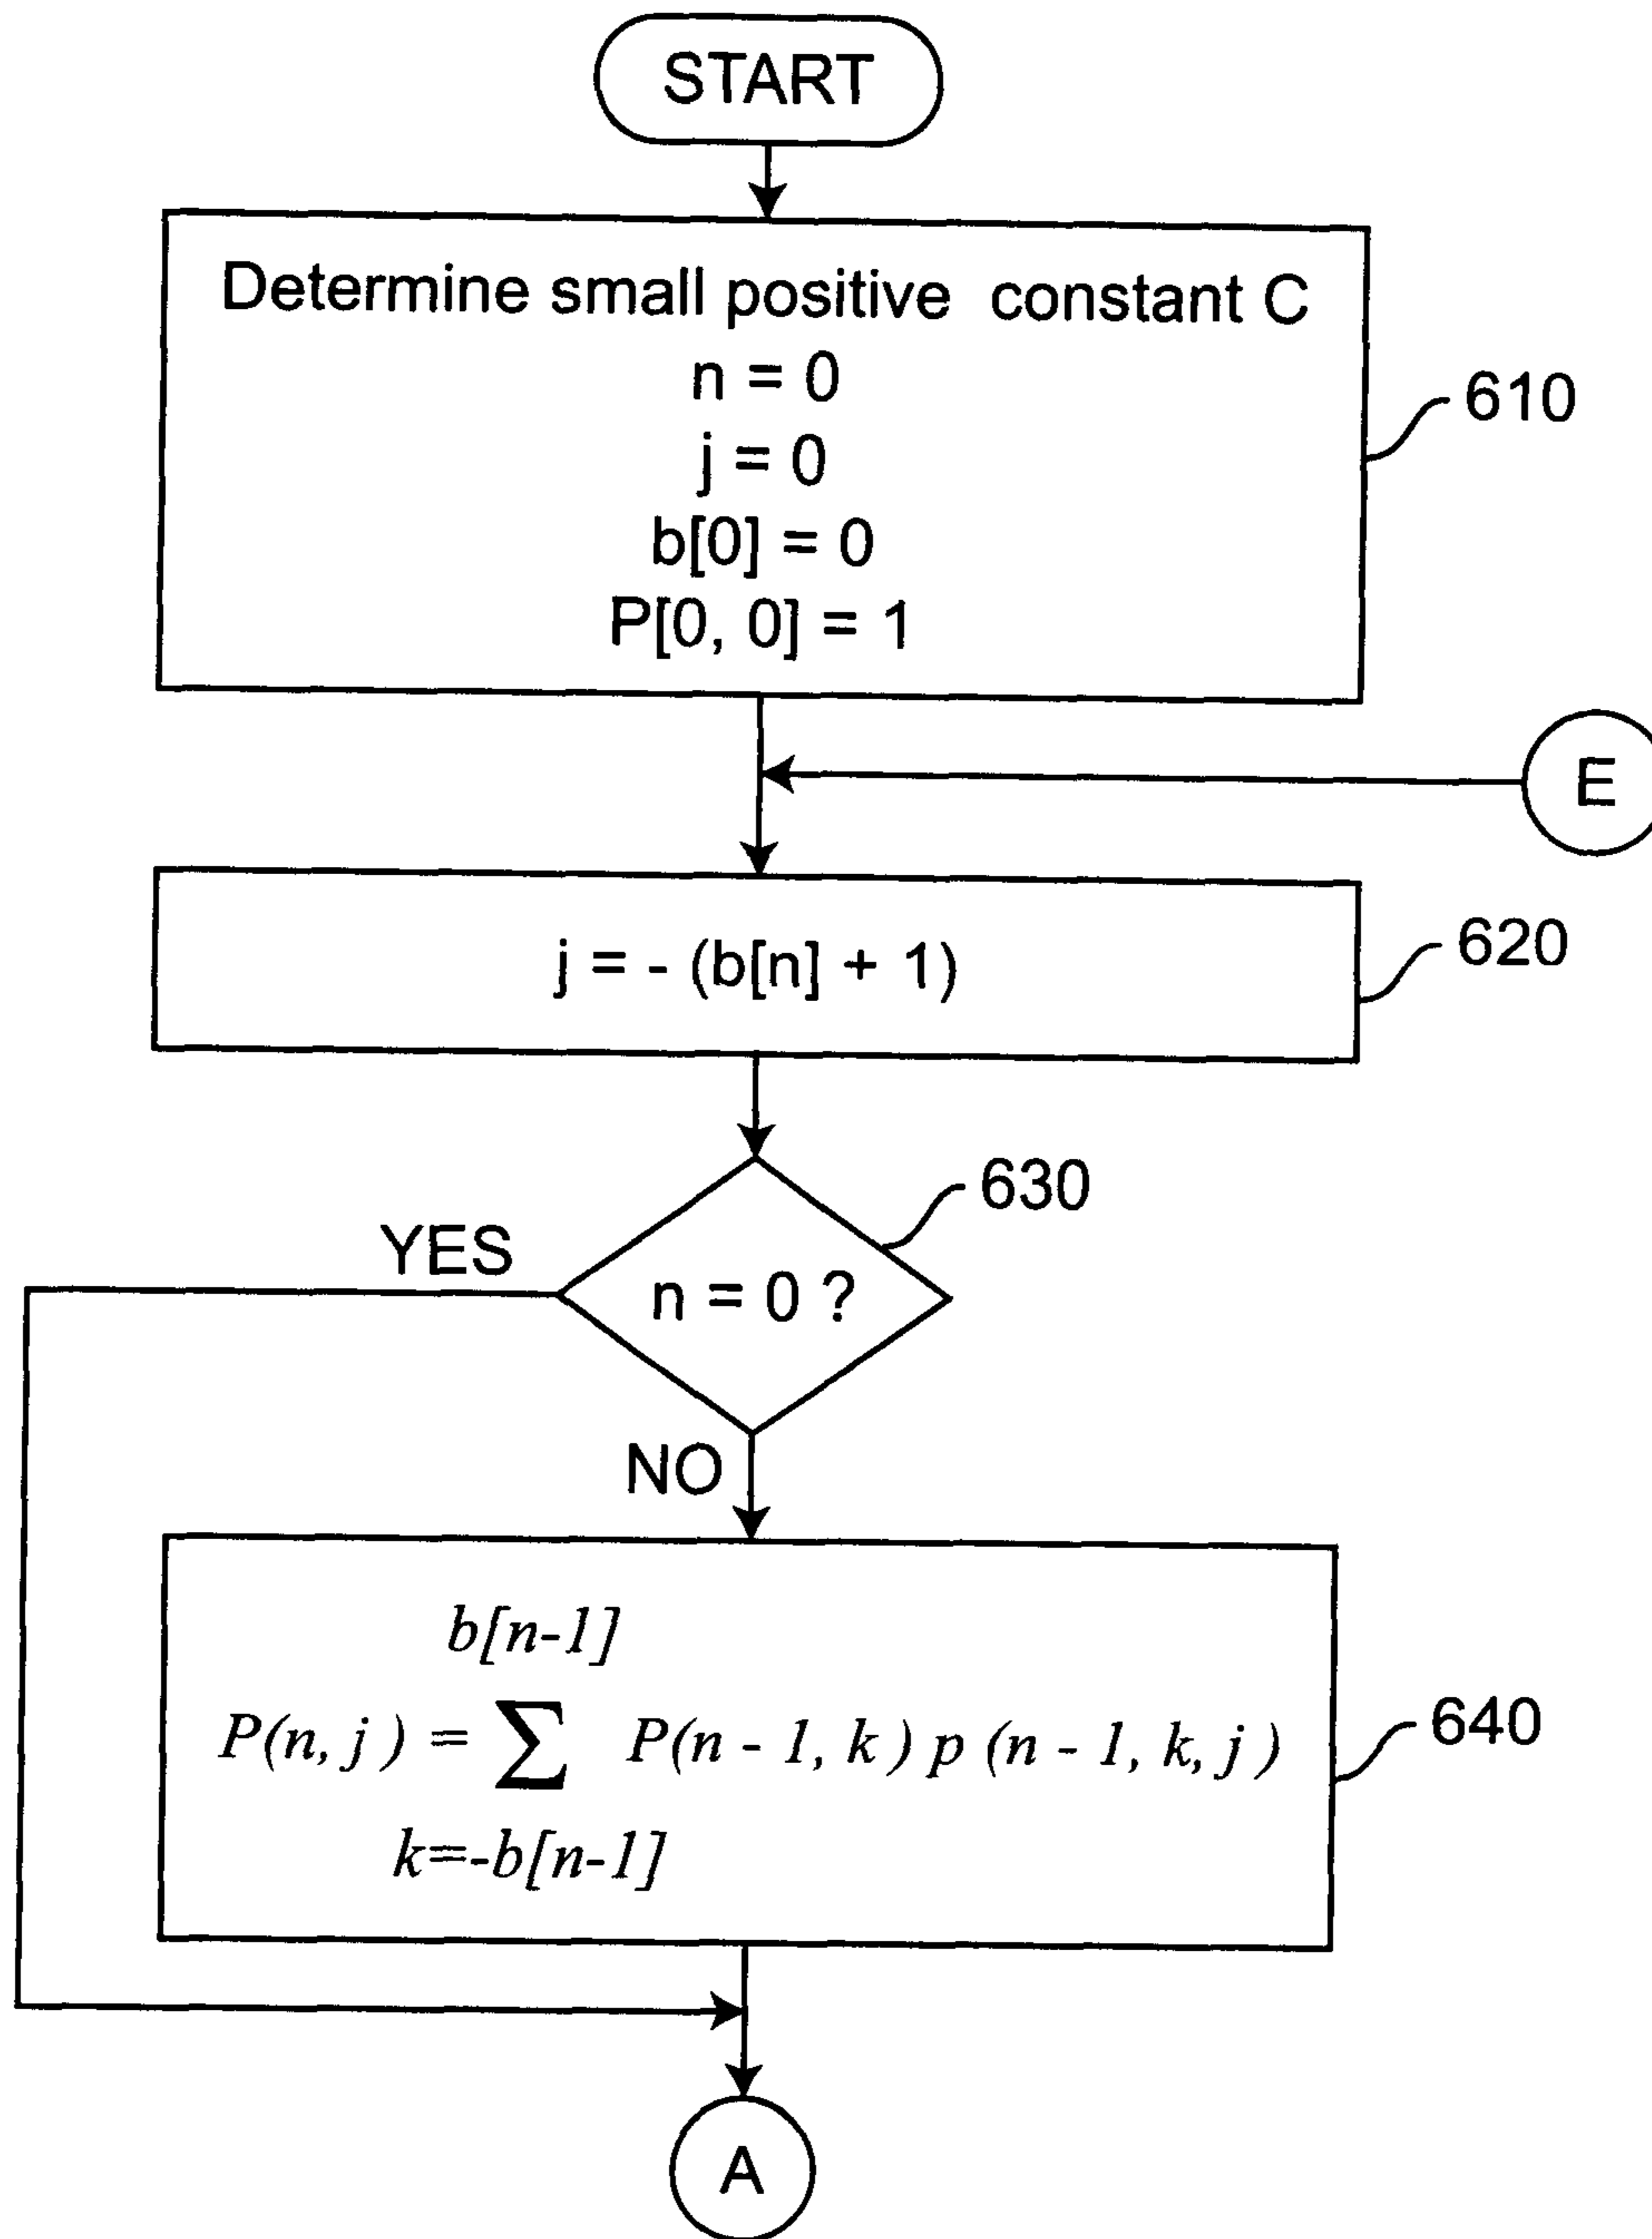 START
Determine small positive constant C
n = 0
j = 0
b[0] = 0
P[0, 0] = 1
610
E
j = - (b[n] + 1)
620
630
YES
n = 0 ?
NO
b[n-1]
P(n, j ) = ∑ P(n - 1, k ) p (n - 1, k, j )
k=-b[n-1]
640
A